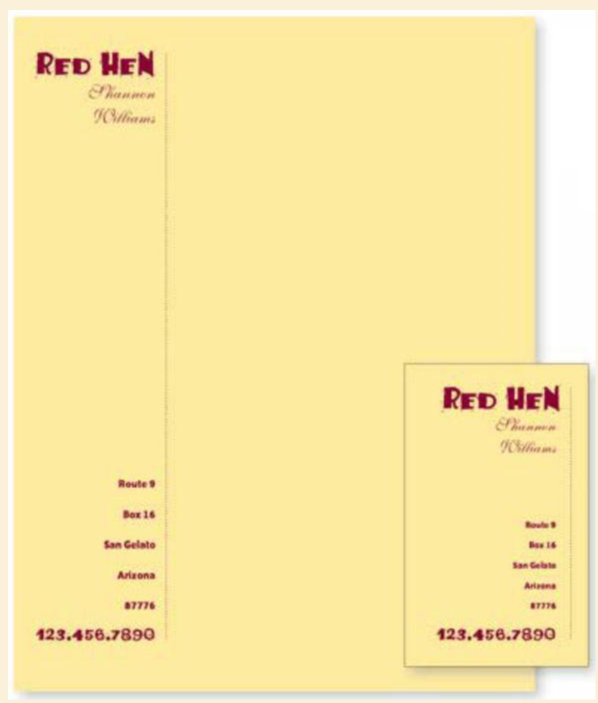 RED HEN
Shannon
Williams
Route 9
Box 16
San Gelato
Arizona
87776
123.456.7890
RED HEN
Shannon
Williams
Route 9
Box 16
San Gelato
Arizona
87776
123.456.7890